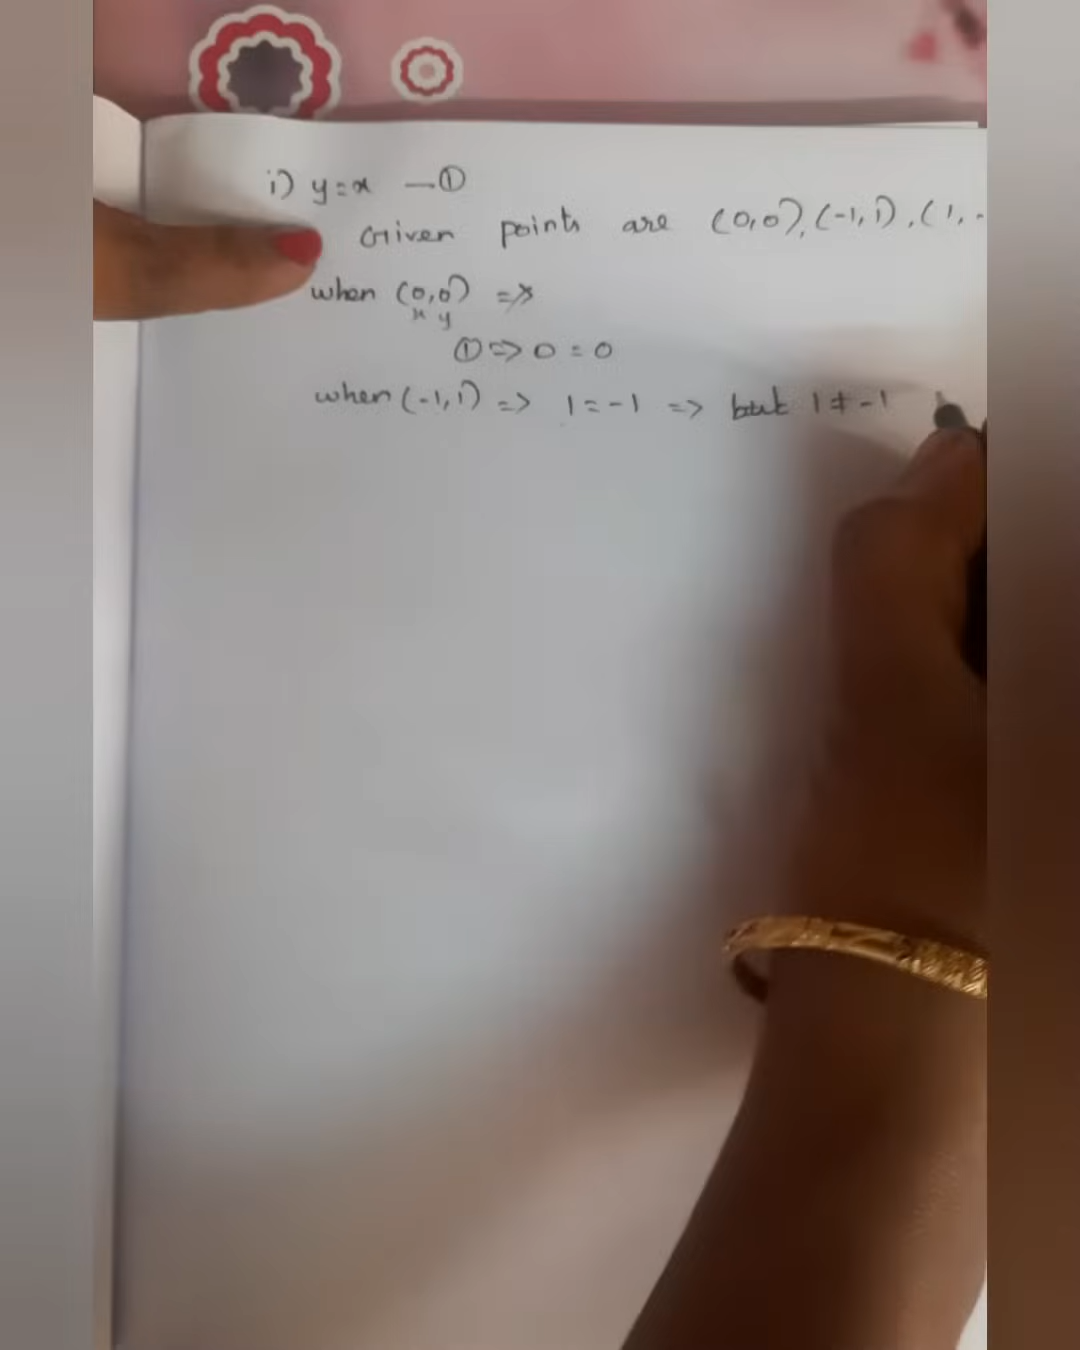 i) y=x —①
Given points are (0,0), (-1,1), (1, -
when (0,0) =>
x y
① => 0 = 0
when (-1,1) => 1 = -1 => but 1 ≠ -1